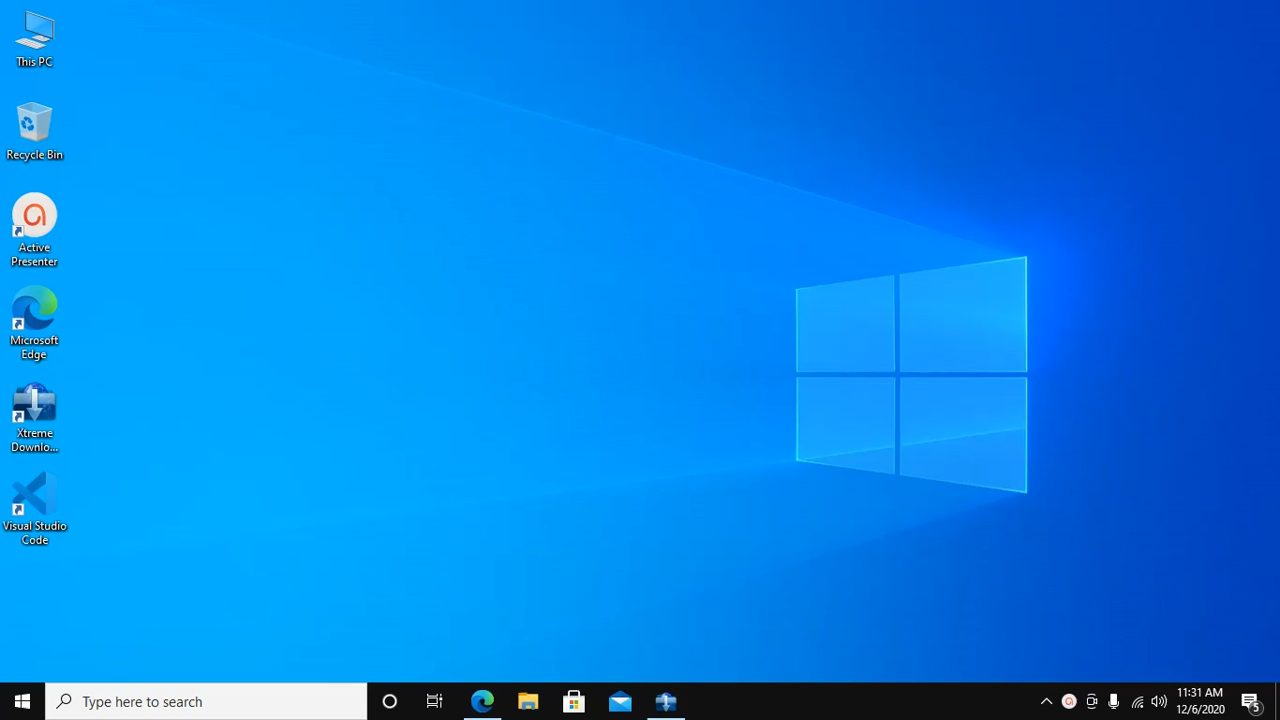 This PC
Recycle Bin
Active
Presenter
Microsoft
Edge
Xtreme
Downlo...
Visual Studio
Code
Type here to search
11:31 AM
12/6/2020
5